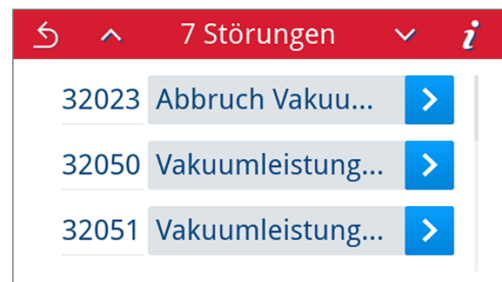 7 Störungen i
32023 Abbruch Vakuu...
32050 Vakuumleistung...
32051 Vakuumleistung...